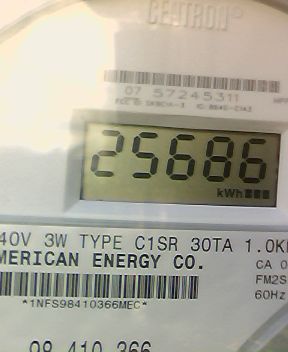 CENTRON®
07 57245311
25686
kWh
40V 3W TYPE C1SR 30TA 1.0K
MERICAN ENERGY CO.
CA 0
FM2S
60Hz
*1NFS98410366MEC*
98 410 366